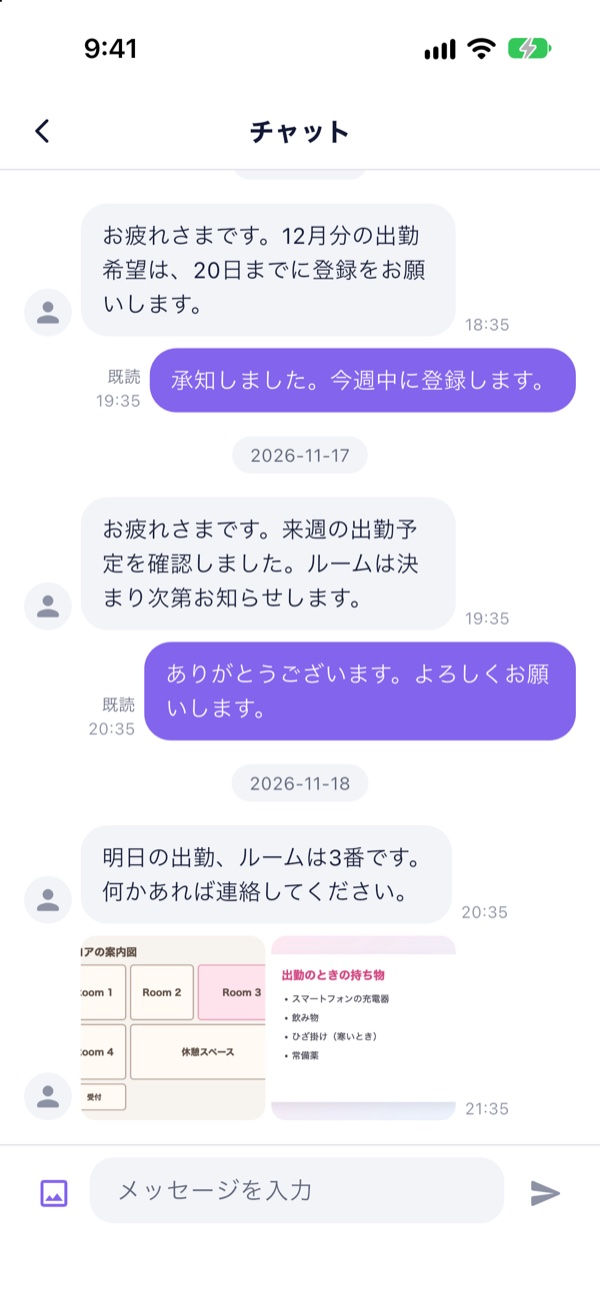 9:41
チャット
お疲れさまです。12月分の出勤
希望は、20日までに登録をお願
いします。
18:35
既読
19:35
承知しました。今週中に登録します。
2026-11-17
お疲れさまです。来週の出勤予
定を確認しました。ルームは決
まり次第お知らせします。
19:35
ありがとうございます。よろしくお願
いします。
既読
20:35
2026-11-18
明日の出勤、ルームは3番です。
何かあれば連絡してください。
20:35
アの案内図
oom 1
Room 2
Room 3
oom 4
休憩スペース
受付
出勤のときの持ち物
・スマートフォンの充電器
・飲み物
・ひざ掛け（寒いとき）
・常備薬
21:35
メッセージを入力